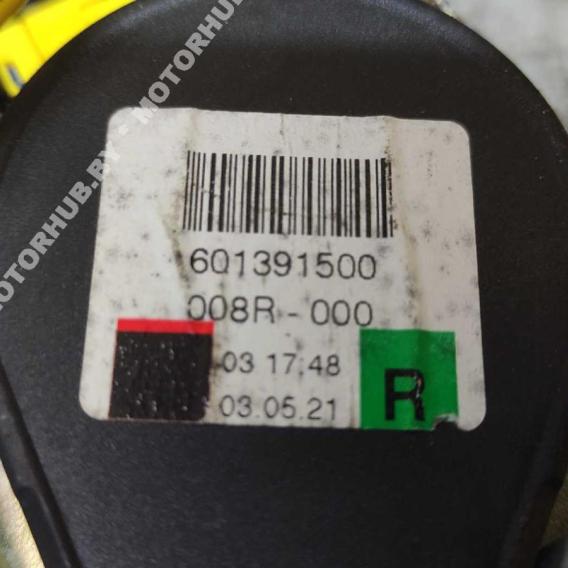 MOTORHUB.BY - MOTORHUB
601391500
008R - 000
03 17:48
03.05.21
R